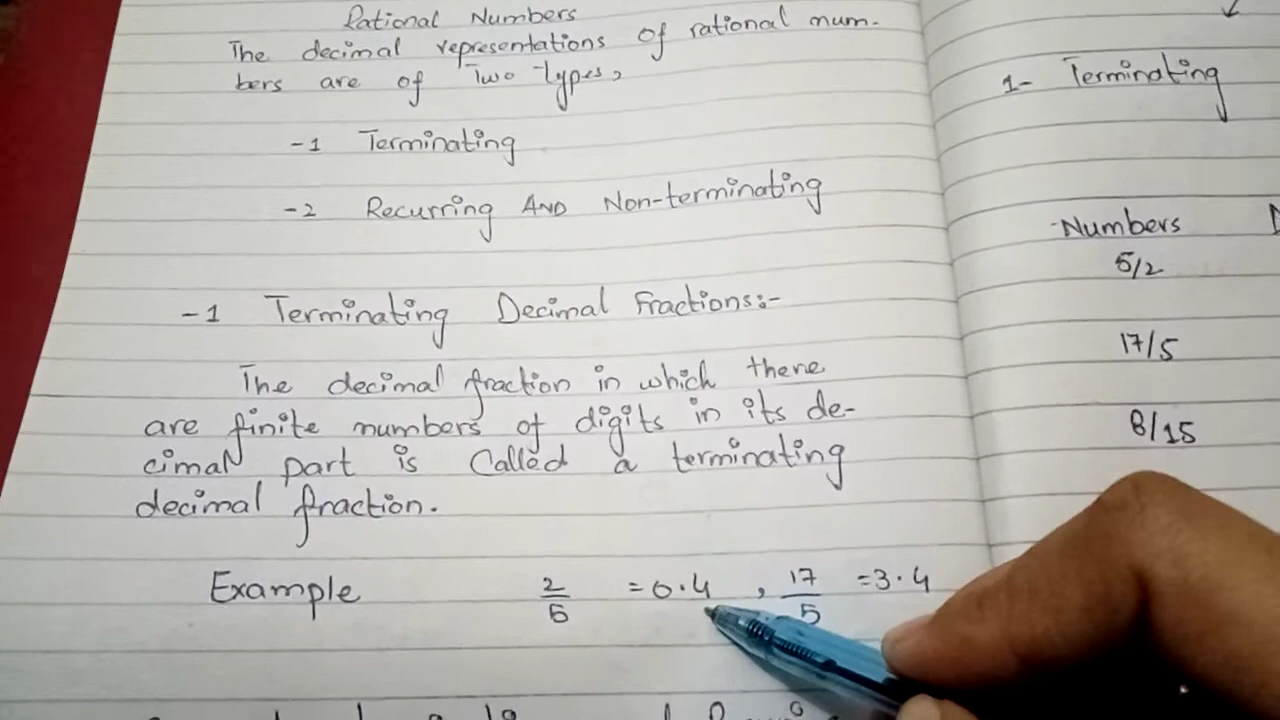 Rational Numbers
The decimal representations of rational num-
bers are of Two Types,
-1 Terminating
-2 Recurring AND Non-terminating
-1 Terminating Decimal Fractions:-
The decimal fraction in which there
are finite numbers of digits in its de-
cimal part is Called a terminating
decimal fraction.
Example 2/5 =0.4 , 17/5 =3.4
1- Terminating
-Numbers
5/2
17/5
8/15